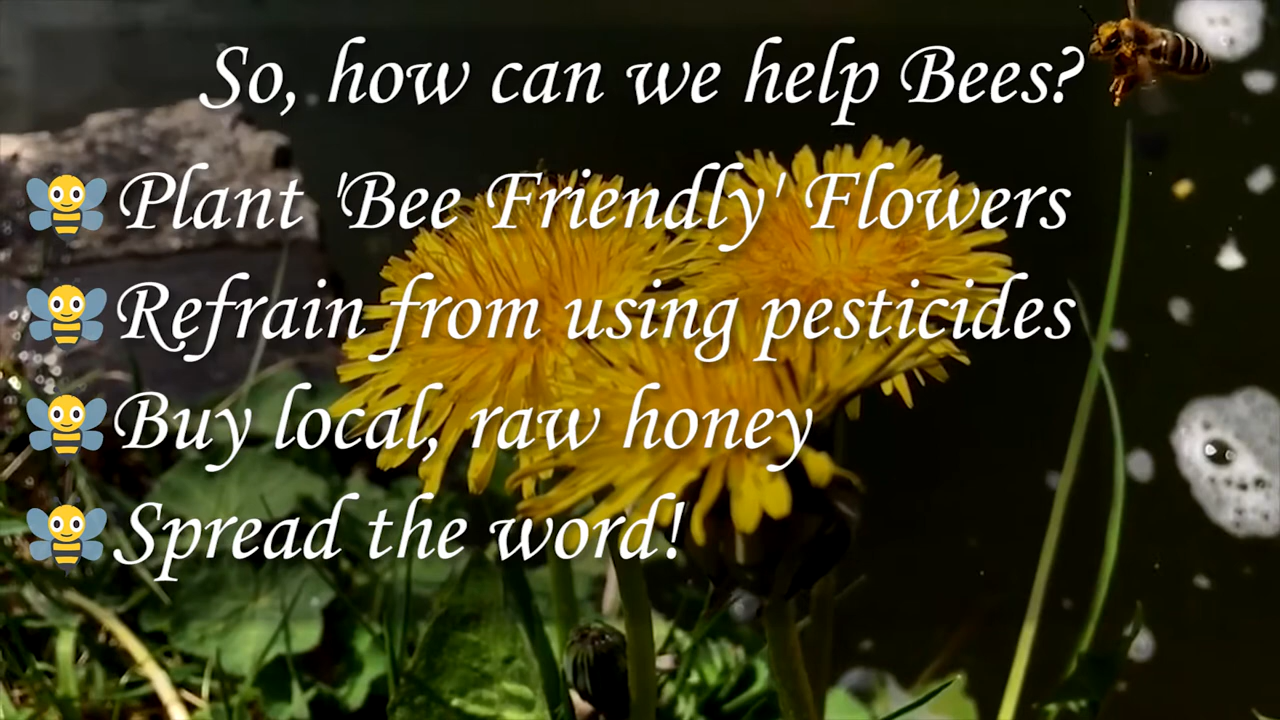 So, how can we help Bees?
Plant 'Bee Friendly' Flowers
Refrain from using pesticides
Buy local, raw honey
Spread the word!